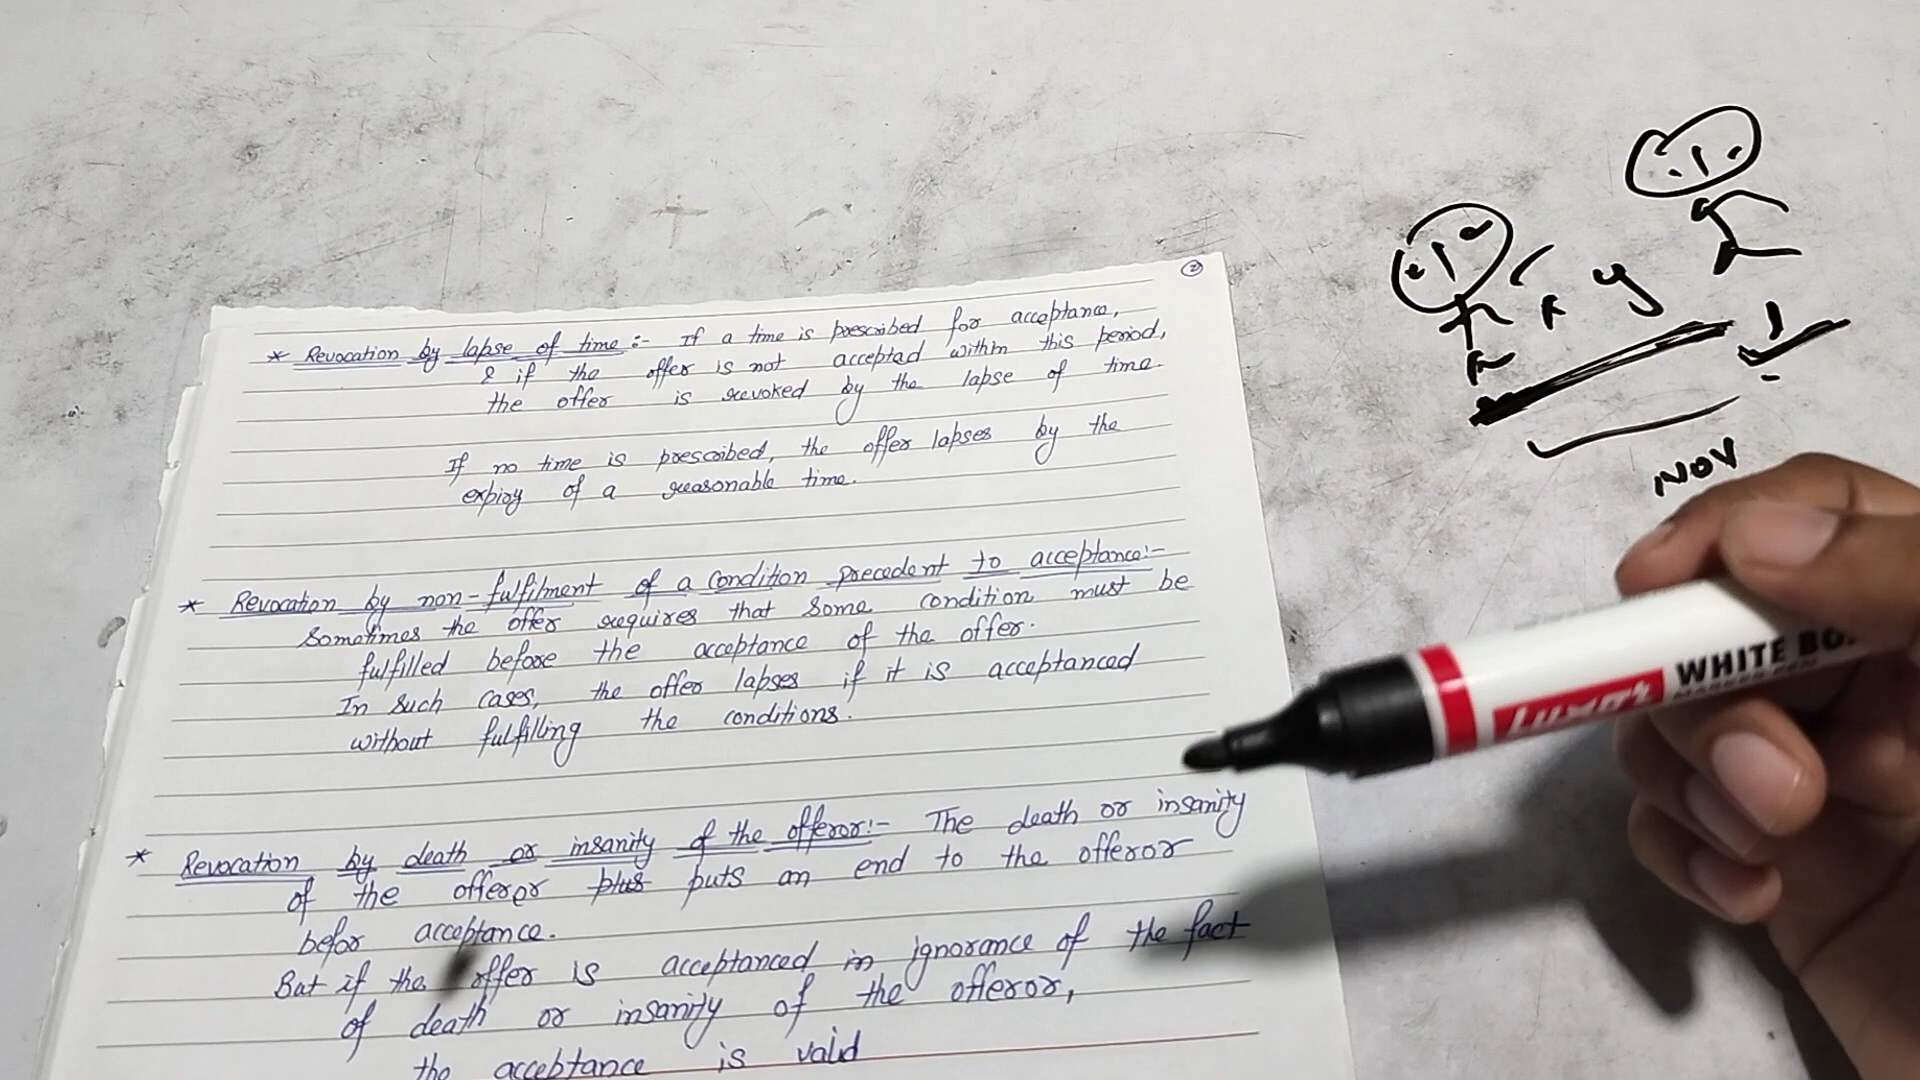 2
* Revocation by lapse of time :- If a time is prescribed for acceptance,
& if the offer is not acceptad within this period,
the offer is revoked by the lapse of time.
If no time is prescribed, the offer lapses by the
expiry of a reasonable time.
* Revocation by non-fulfilment of a condition precedent to acceptance:-
Sometimes the offer requires that some condition must be
fulfilled before the acceptance of the offer.
In such cases, the offer lapses if it is acceptanced
without fulfilling the conditions.
* Revocation by death or insanity of the offeror:- The death or insanity
of the offeror plus puts an end to the offeror
befor acceptance.
But if the offer is acceptanced in ignorance of the fact
of death or insanity of the offeror,
the acceptance is valid
y
Nov
Luxor WHITE BO